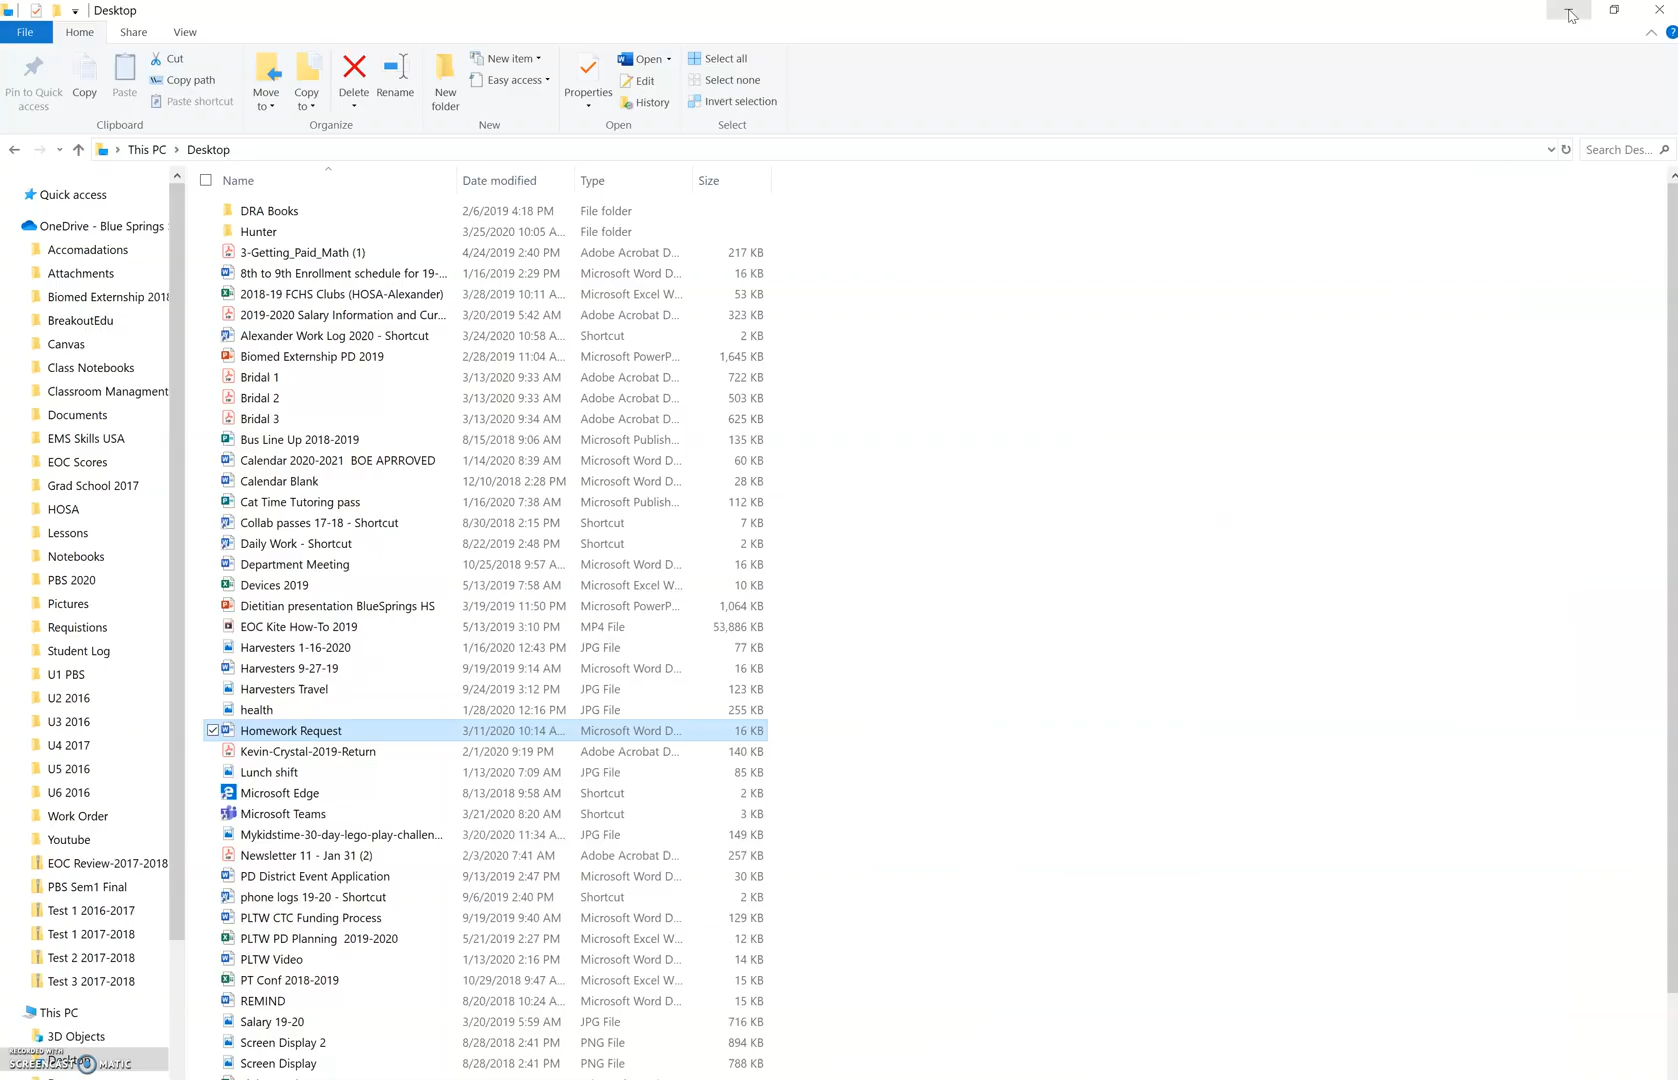 Desktop
File Home Share View
Pin to Quick access
Copy
Paste
Cut
Copy path
Paste shortcut
Clipboard
Move to
Copy to
Delete
Rename
Organize
New folder
New item
Easy access
New
Properties
Open
Edit
History
Open
Select all
Select none
Invert selection
Select
This PC > Desktop
Search Des...
Quick access
OneDrive - Blue Springs
Accomadations
Attachments
Biomed Externship 2018
BreakoutEdu
Canvas
Class Notebooks
Classroom Managment
Documents
EMS Skills USA
EOC Scores
Grad School 2017
HOSA
Lessons
Notebooks
PBS 2020
Pictures
Requistions
Student Log
U1 PBS
U2 2016
U3 2016
U4 2017
U5 2016
U6 2016
Work Order
Youtube
EOC Review-2017-2018
PBS Sem1 Final
Test 1 2016-2017
Test 1 2017-2018
Test 2 2017-2018
Test 3 2017-2018
This PC
3D Objects
Desktop
RECORDED WITH
SCREENCAST MATIC
Name Date modified Type Size
DRA Books 2/6/2019 4:18 PM File folder
Hunter 3/25/2020 10:05 A... File folder
3-Getting_Paid_Math (1) 4/24/2019 2:40 PM Adobe Acrobat D... 217 KB
8th to 9th Enrollment schedule for 19-... 1/16/2019 2:29 PM Microsoft Word D... 16 KB
2018-19 FCHS Clubs (HOSA-Alexander) 3/28/2019 10:11 A... Microsoft Excel W... 53 KB
2019-2020 Salary Information and Cur... 3/20/2019 5:42 AM Adobe Acrobat D... 323 KB
Alexander Work Log 2020 - Shortcut 3/24/2020 10:58 A... Shortcut 2 KB
Biomed Externship PD 2019 2/28/2019 11:04 A... Microsoft PowerP... 1,645 KB
Bridal 1 3/13/2020 9:33 AM Adobe Acrobat D... 722 KB
Bridal 2 3/13/2020 9:33 AM Adobe Acrobat D... 503 KB
Bridal 3 3/13/2020 9:34 AM Adobe Acrobat D... 625 KB
Bus Line Up 2018-2019 8/15/2018 9:06 AM Microsoft Publish... 135 KB
Calendar 2020-2021 BOE APRROVED 1/14/2020 8:39 AM Microsoft Word D... 60 KB
Calendar Blank 12/10/2018 2:28 PM Microsoft Word D... 28 KB
Cat Time Tutoring pass 1/16/2020 7:38 AM Microsoft Publish... 112 KB
Collab passes 17-18 - Shortcut 8/30/2018 2:15 PM Shortcut 7 KB
Daily Work - Shortcut 8/22/2019 2:48 PM Shortcut 2 KB
Department Meeting 10/25/2018 9:57 A... Microsoft Word D... 16 KB
Devices 2019 5/13/2019 7:58 AM Microsoft Excel W... 10 KB
Dietitian presentation BlueSprings HS 3/19/2019 11:50 PM Microsoft PowerP... 1,064 KB
EOC Kite How-To 2019 5/13/2019 3:10 PM MP4 File 53,886 KB
Harvesters 1-16-2020 1/16/2020 12:43 PM JPG File 77 KB
Harvesters 9-27-19 9/19/2019 9:14 AM Microsoft Word D... 16 KB
Harvesters Travel 9/24/2019 3:12 PM JPG File 123 KB
health 1/28/2020 12:16 PM JPG File 255 KB
Homework Request 3/11/2020 10:14 A... Microsoft Word D... 16 KB
Kevin-Crystal-2019-Return 2/1/2020 9:19 PM Adobe Acrobat D... 140 KB
Lunch shift 1/13/2020 7:09 AM JPG File 85 KB
Microsoft Edge 8/13/2018 9:58 AM Shortcut 2 KB
Microsoft Teams 3/21/2020 8:20 AM Shortcut 3 KB
Mykidstime-30-day-lego-play-challen... 3/20/2020 11:34 A... JPG File 149 KB
Newsletter 11 - Jan 31 (2) 2/3/2020 7:41 AM Adobe Acrobat D... 257 KB
PD District Event Application 9/13/2019 2:47 PM Microsoft Word D... 30 KB
phone logs 19-20 - Shortcut 9/6/2019 2:40 PM Shortcut 2 KB
PLTW CTC Funding Process 9/19/2019 9:40 AM Microsoft Word D... 129 KB
PLTW PD Planning 2019-2020 5/21/2019 2:27 PM Microsoft Excel W... 12 KB
PLTW Video 1/13/2020 2:16 PM Microsoft Word D... 14 KB
PT Conf 2018-2019 10/29/2018 9:47 A... Microsoft Excel W... 15 KB
REMIND 8/20/2018 10:24 A... Microsoft Word D... 15 KB
Salary 19-20 3/20/2019 5:59 AM JPG File 716 KB
Screen Display 2 8/28/2018 2:41 PM PNG File 894 KB
Screen Display 8/28/2018 2:41 PM PNG File 788 KB